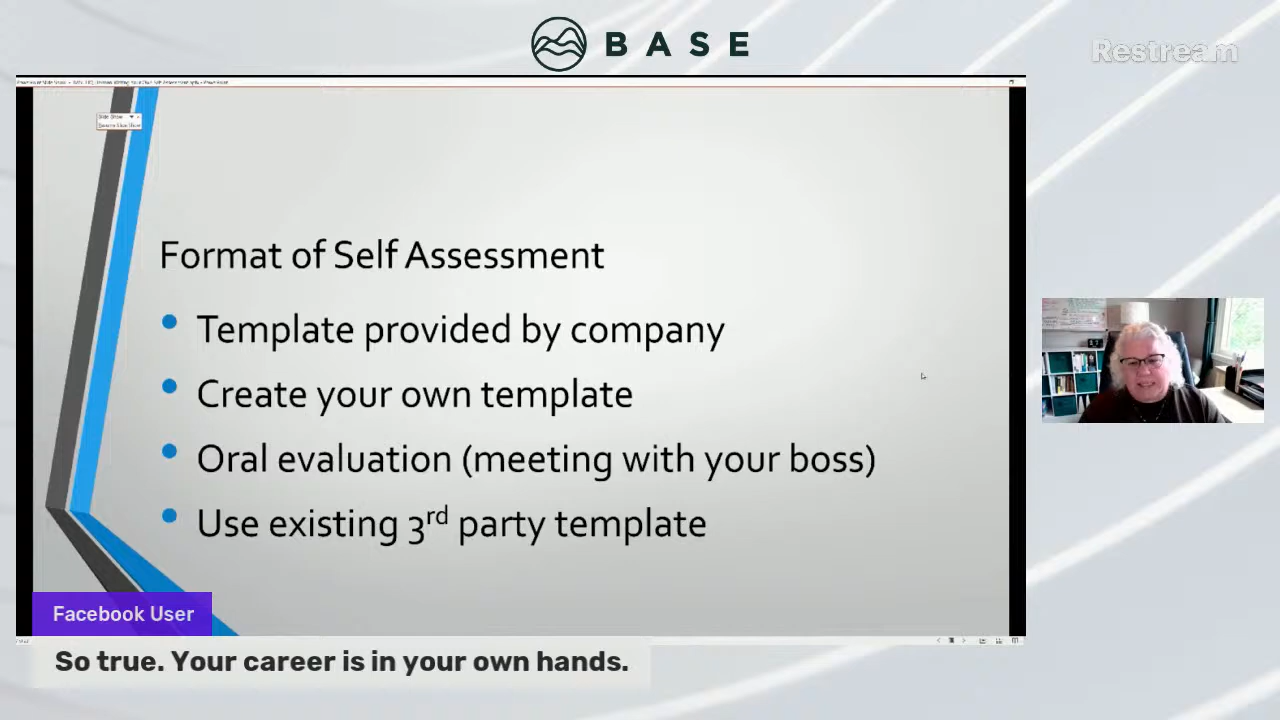 BASE
Restream
Format of Self Assessment
Template provided by company
Create your own template
Oral evaluation (meeting with your boss)
Use existing 3rd party template
Facebook User
So true. Your career is in your own hands.